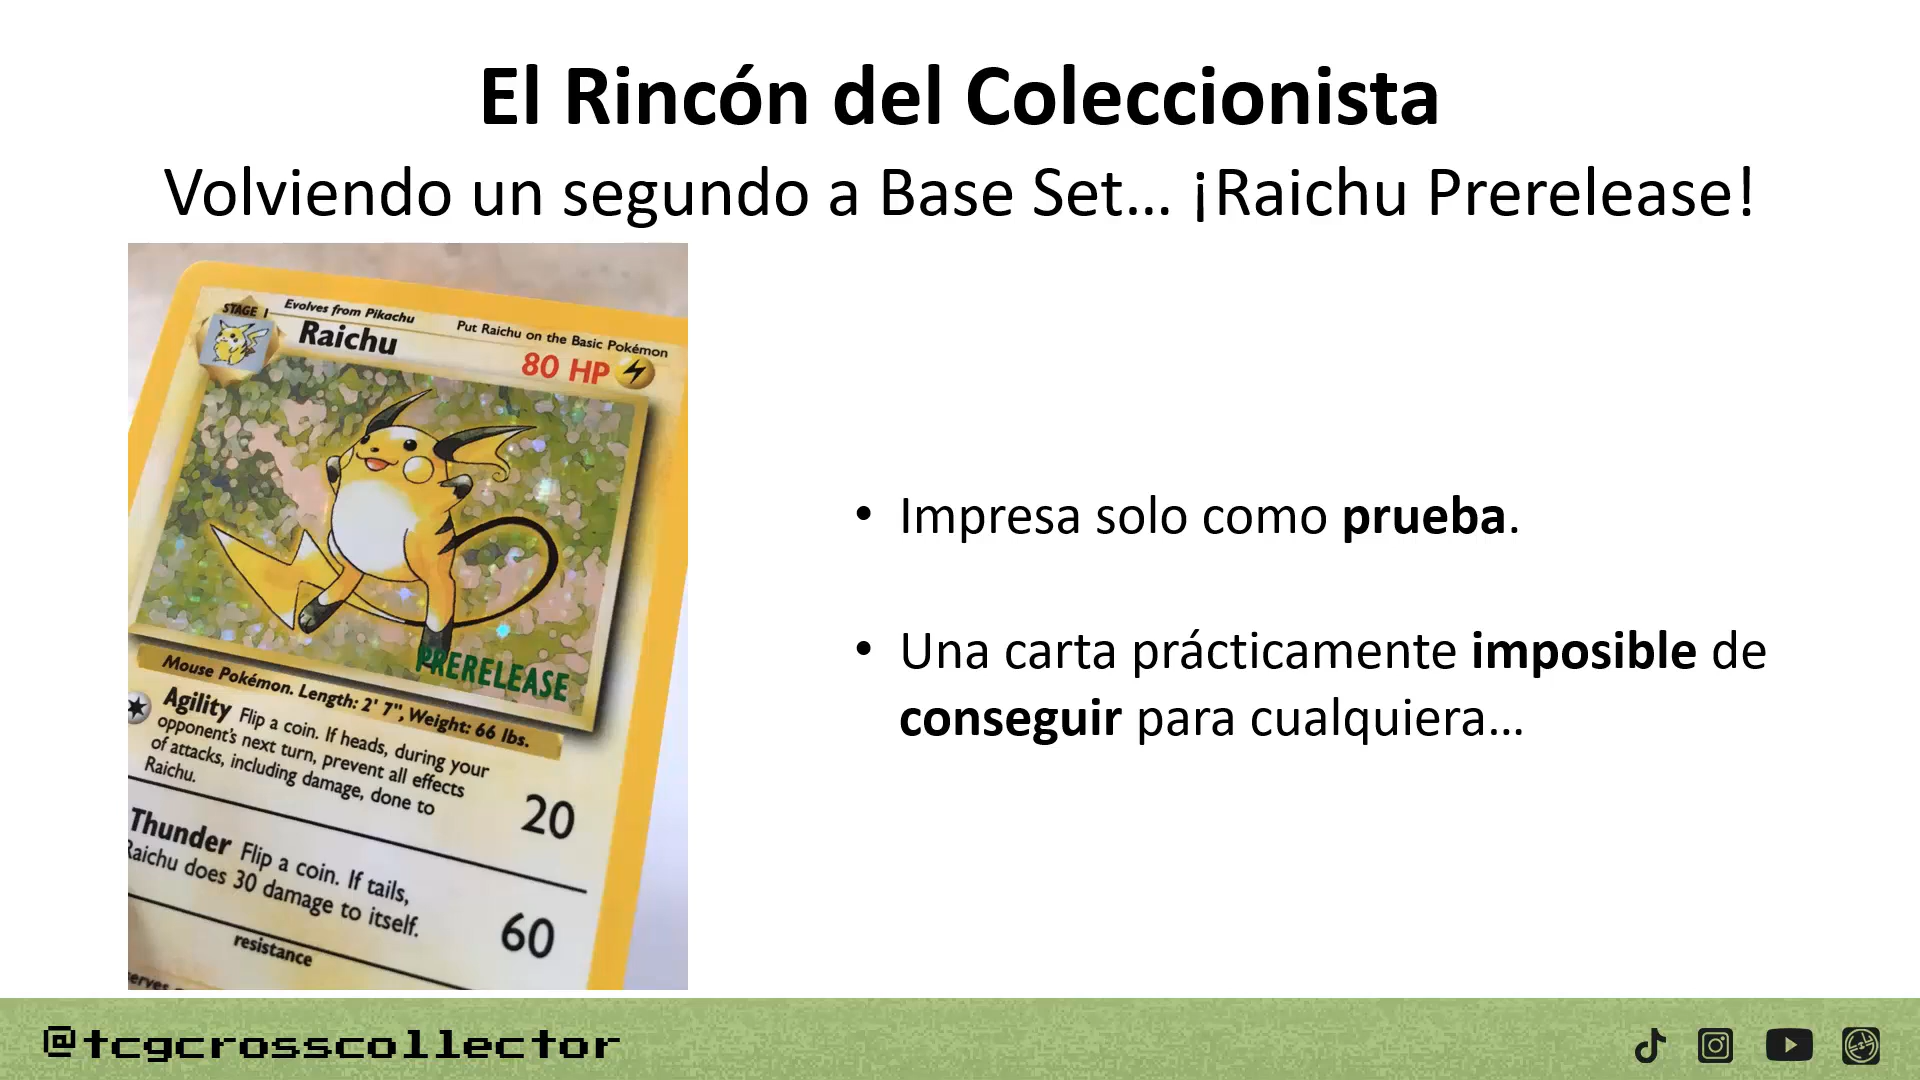 El Rincón del Coleccionista
Volviendo un segundo a Base Set... ¡Raichu Prerelease!
STAGE 1
Evolves from Pikachu
Put Raichu on the Basic Pokémon
Raichu
80 HP
PRERELEASE
Mouse Pokémon. Length: 2' 7", Weight: 66 lbs.
Agility Flip a coin. If heads, during your
opponent's next turn, prevent all effects
of attacks, including damage, done to
Raichu.
20
Thunder Flip a coin. If tails,
Raichu does 30 damage to itself.
60
resistance
• Impresa solo como prueba.
• Una carta prácticamente imposible de
conseguir para cualquiera...
@tcgcrosscollector